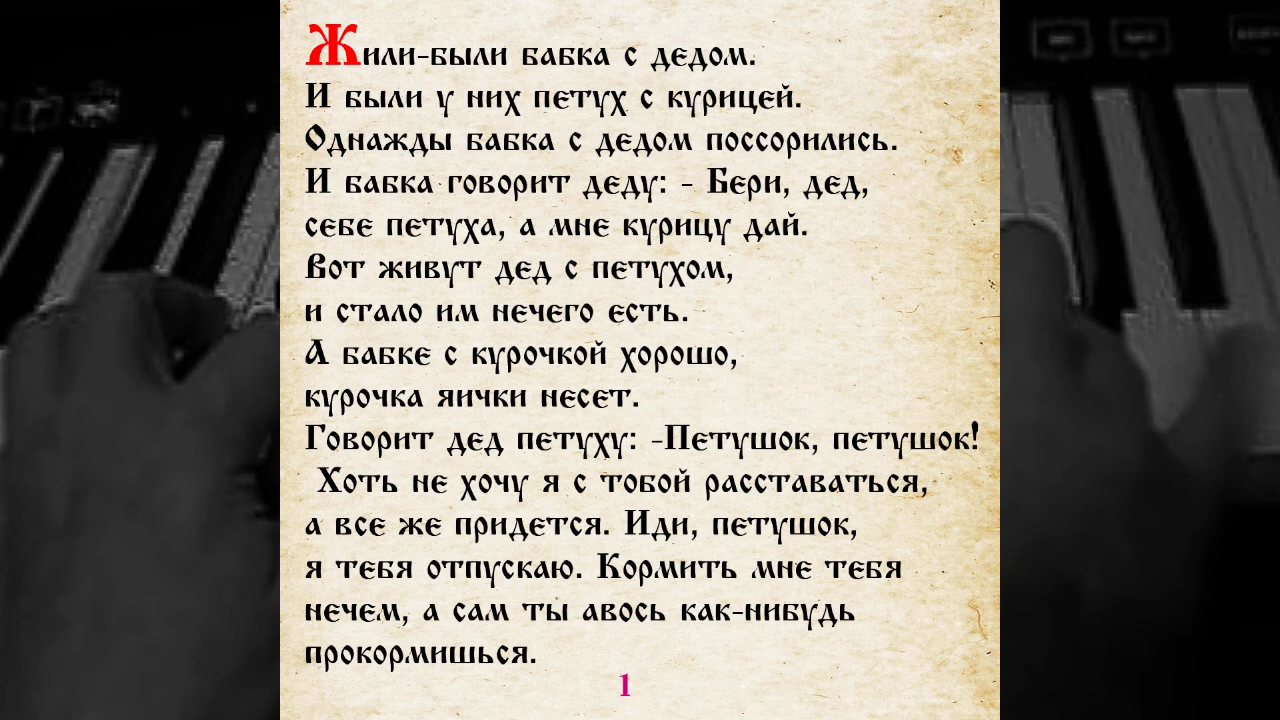 Жили-были бабка с дедом.
И были у них петух с курицей.
Однажды бабка с дедом поссорились.
И бабка говорит деду: - Бери, дед,
себе петуха, а мне курицу дай.
Вот живут дед с петухом,
и стало им нечего есть.
А бабке с курочкой хорошо,
курочка яички несет.
Говорит дед петуху: -Петушок, петушок!
Хоть не хочу я с тобой расставаться,
а все же придется. Иди, петушок,
я тебя отпускаю. Кормить мне тебя
нечем, а сам ты авось как-нибудь
прокормишься.
1